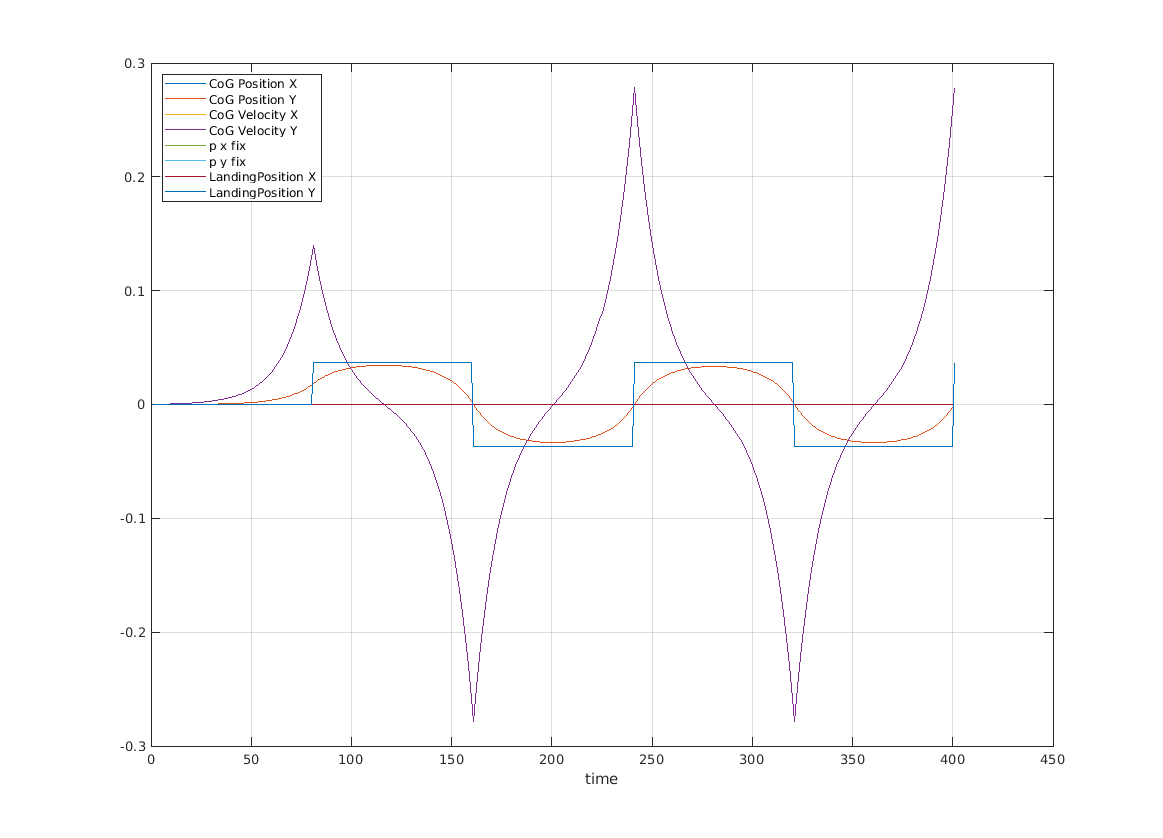 0.3
CoG Position X
CoG Position Y
CoG Velocity X
CoG Velocity Y
p x fix
p y fix
LandingPosition X
LandingPosition Y
0.2
0.1
0
-0.1
-0.2
-0.3
0 50 100 150 200 250 300 350 400 450
time